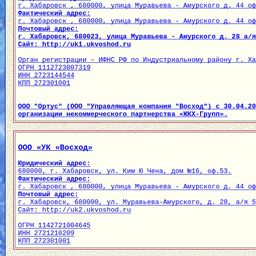 г. Хабаровск , 680000, улица Муравьева - Амурского д. 44 оф
Фактический адрес:
г. Хабаровск , 680000, улица Муравьева - Амурского д. 44 оф
Почтовый адрес:
г. Хабаровск, 680023, улица Муравьева - Амурского д. 28 а/я
Сайт: http://uk1.ukvoshod.ru
Орган регистрации – ИФНС РФ по Индустриальному району г. Ха
ОГРН 1112723007319
ИНН 2723144544
КПП 272301001
ООО "Ортус" (ООО "Управляющая компания "Восход") с 30.04.20
организации некоммерческого партнерства «ЖКХ-Групп».
ООО «УК «Восход»
Юридический адрес:
680000, г. Хабаровск, ул. Ким Ю Чена, дом №16, оф.53.
Фактический адрес:
г. Хабаровск , 680000, улица Муравьева - Амурского д. 44 оф
Почтовый адрес:
680000, г. Хабаровск, ул. Муравьева-Амурского, д. 28, а/я 5
Сайт: http://uk2.ukvoshod.ru
ОГРН 1142721004645
ИНН 2721210209
КПП 272301001